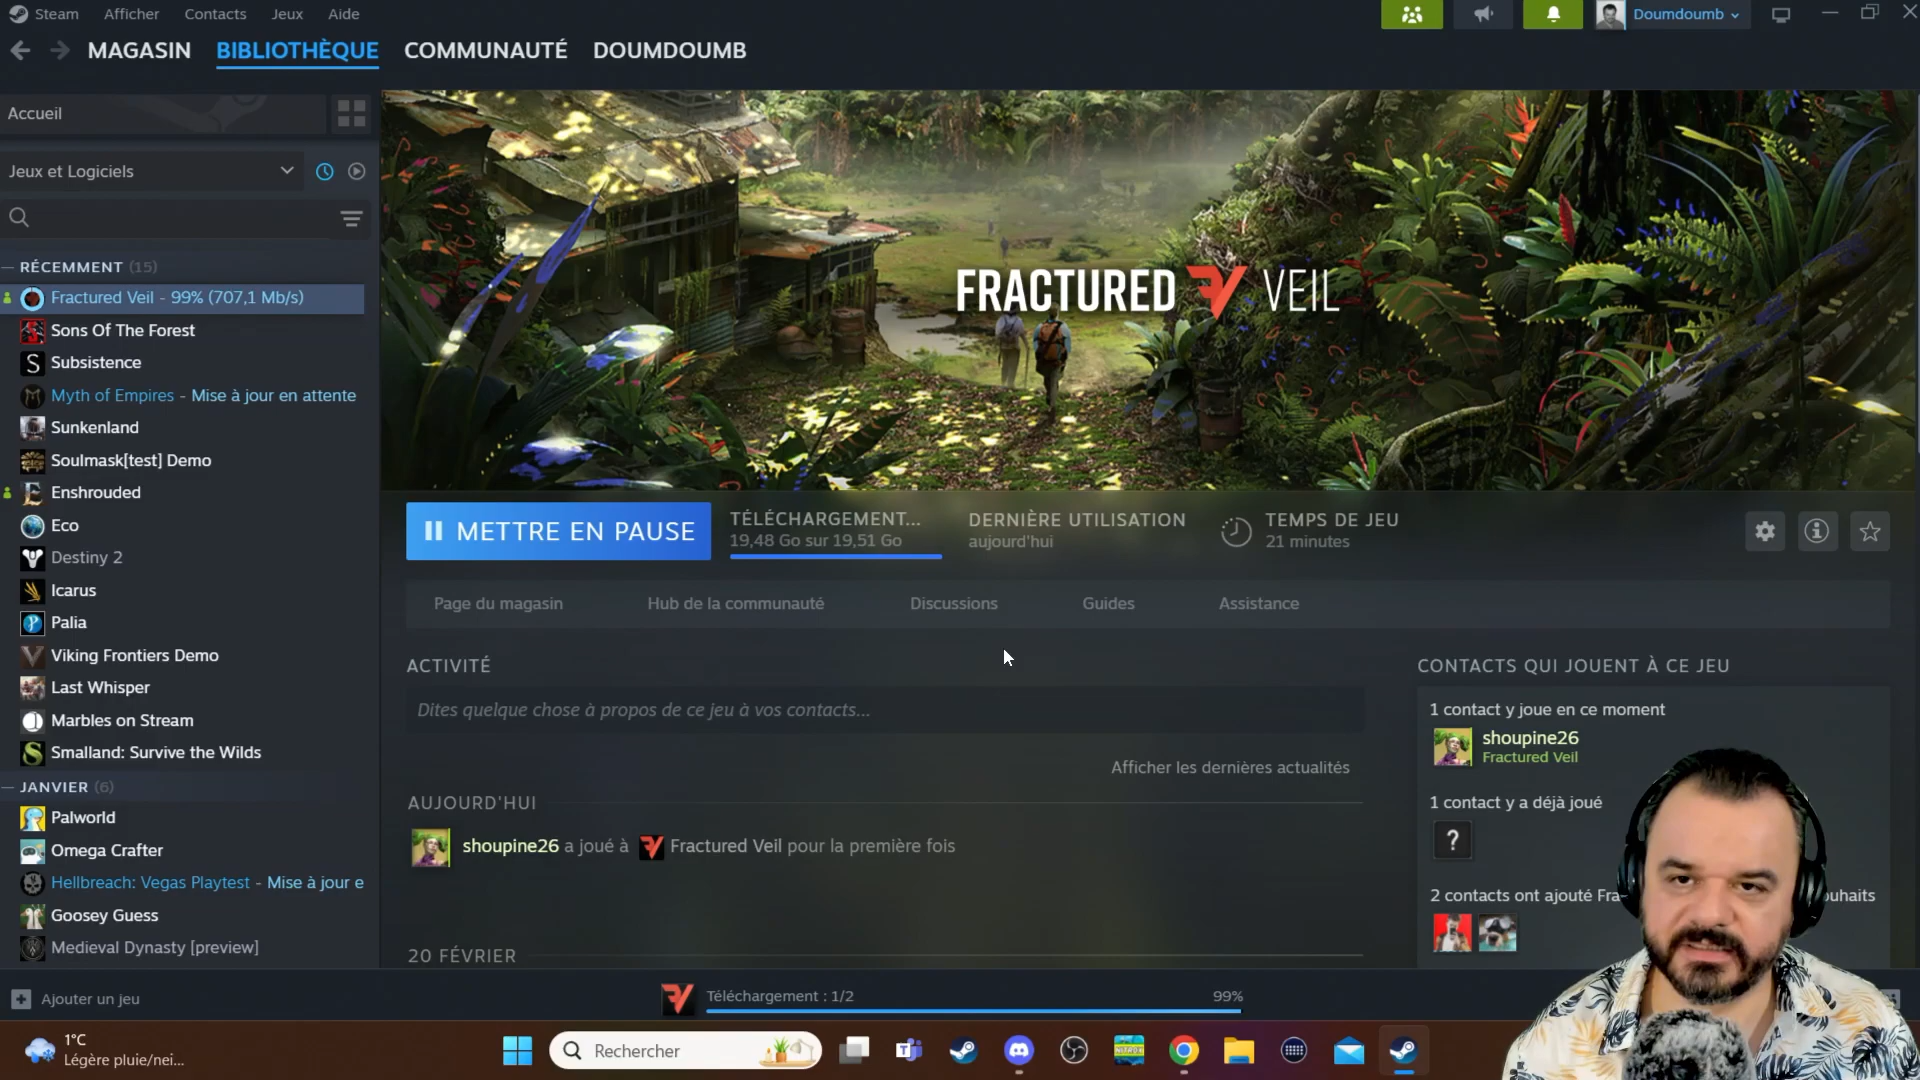 Steam Afficher Contacts Jeux Aide
Doumdoumb
MAGASIN BIBLIOTHÈQUE COMMUNAUTÉ DOUMDOUMB
Accueil
Jeux et Logiciels
RÉCEMMENT (15)
Fractured Veil - 99% (707,1 Mb/s)
Sons Of The Forest
Subsistence
Myth of Empires - Mise à jour en attente
Sunkenland
Soulmask[test] Demo
Enshrouded
Eco
Destiny 2
Icarus
Palia
Viking Frontiers Demo
Last Whisper
Marbles on Stream
Smalland: Survive the Wilds
JANVIER (6)
Palworld
Omega Crafter
Hellbreach: Vegas Playtest - Mise à jour e
Goosey Guess
Medieval Dynasty [preview]
Ajouter un jeu
FRACTURED VEIL
METTRE EN PAUSE
TÉLÉCHARGEMENT...
19,48 Go sur 19,51 Go
DERNIÈRE UTILISATION
aujourd'hui
TEMPS DE JEU
21 minutes
Page du magasin Hub de la communauté Discussions Guides Assistance
ACTIVITÉ
Dites quelque chose à propos de ce jeu à vos contacts...
Afficher les dernières actualités
AUJOURD'HUI
shoupine26 a joué à Fractured Veil pour la première fois
20 FÉVRIER
CONTACTS QUI JOUENT À CE JEU
1 contact y joue en ce moment
shoupine26
Fractured Veil
1 contact y a déjà joué
?
2 contacts ont ajouté Fra ouhaits
Téléchargement : 1/2 99%
1°C
Légère pluie/nei...
Rechercher